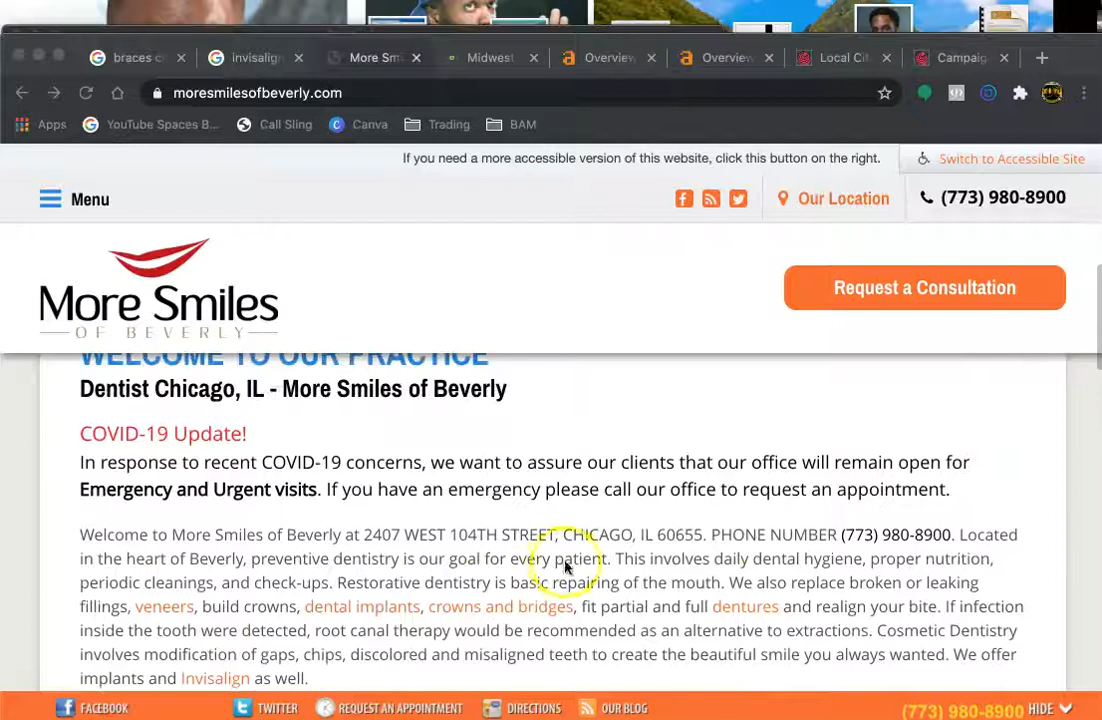 braces c
invisalign
More Smi
Midwest
Overview
Overview
Local Cit
Campaig
moresmilesofbeverly.com
Apps
YouTube Spaces B...
Call Sling
Canva
Trading
BAM
If you need a more accessible version of this website, click this button on the right.
Switch to Accessible Site
Menu
Our Location
(773) 980-8900
More Smiles
OF BEVERLY
Request a Consultation
WELCOME TO OUR PRACTICE
Dentist Chicago, IL - More Smiles of Beverly
COVID-19 Update!
In response to recent COVID-19 concerns, we want to assure our clients that our office will remain open for
Emergency and Urgent visits. If you have an emergency please call our office to request an appointment.
Welcome to More Smiles of Beverly at 2407 WEST 104TH STREET, CHICAGO, IL 60655. PHONE NUMBER (773) 980-8900. Located
in the heart of Beverly, preventive dentistry is our goal for every patient. This involves daily dental hygiene, proper nutrition,
periodic cleanings, and check-ups. Restorative dentistry is basic repairing of the mouth. We also replace broken or leaking
fillings, veneers, build crowns, dental implants, crowns and bridges, fit partial and full dentures and realign your bite. If infection
inside the tooth were detected, root canal therapy would be recommended as an alternative to extractions. Cosmetic Dentistry
involves modification of gaps, chips, discolored and misaligned teeth to create the beautiful smile you always wanted. We offer
implants and Invisalign as well.
FACEBOOK
TWITTER
REQUEST AN APPOINTMENT
DIRECTIONS
OUR BLOG
(773) 980-8900
HIDE